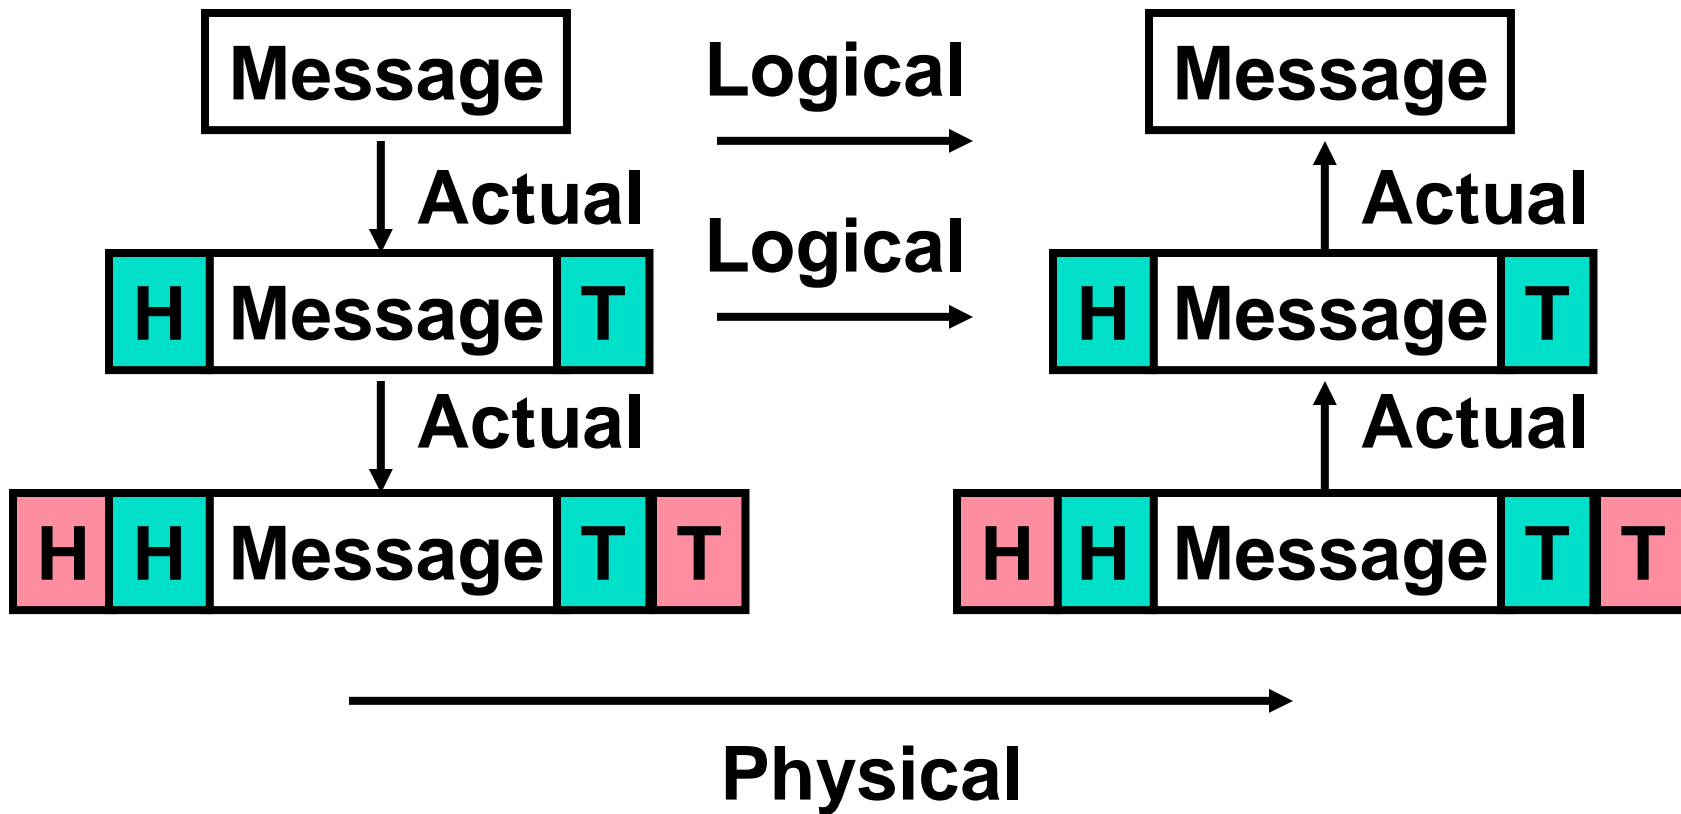 Message Logical Message
Actual Actual
Logical
H Message T H Message T
Actual Actual
H H Message T T H H Message T T
Physical